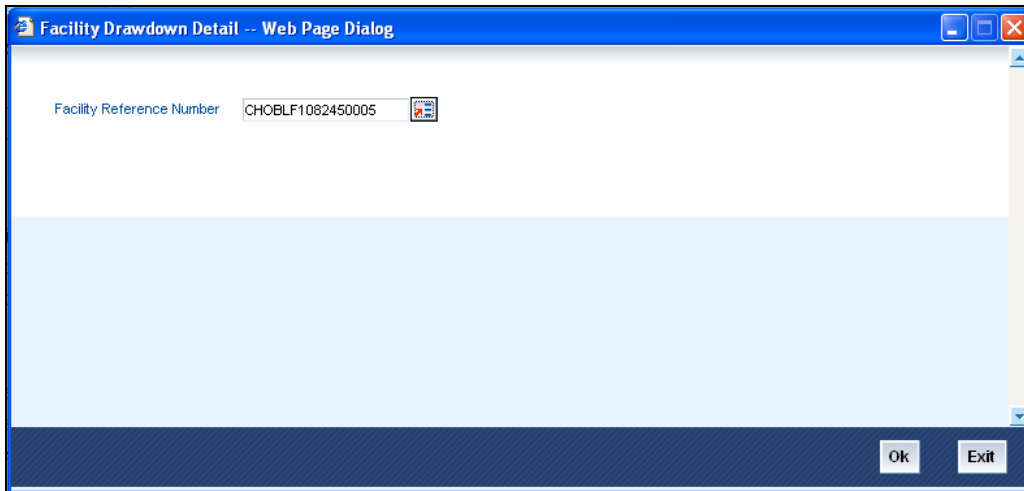 Facility Drawdown Detail -- Web Page Dialog
Facility Reference Number CHOBLF1082450005
Ok Exit